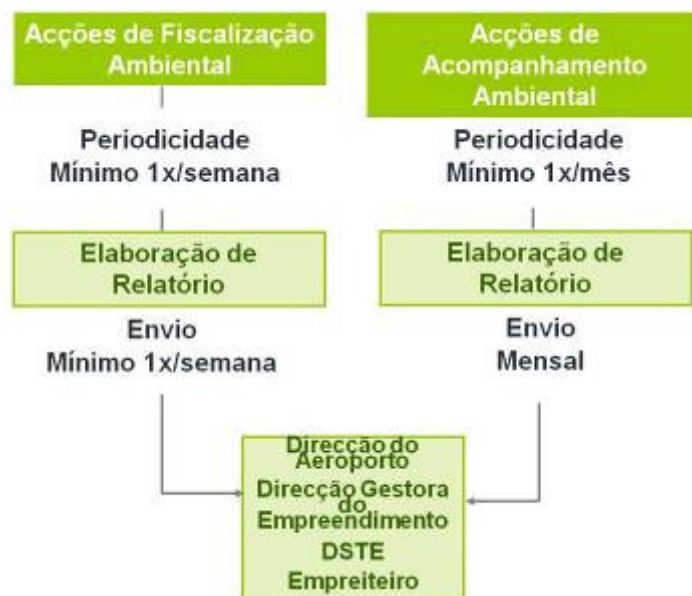 Acções de Fiscalização
Ambiental
Periodicidade
Mínimo 1x/semana
Elaboração de
Relatório
Envio
Mínimo 1x/semana
Acções de
Acompanhamento
Ambiental
Periodicidade
Mínimo 1x/mês
Elaboração de
Relatório
Envio
Mensal
Direcção do
Aeroporto
Direcção Gestora
do
Empreendimento
DSTE
Empreiteiro